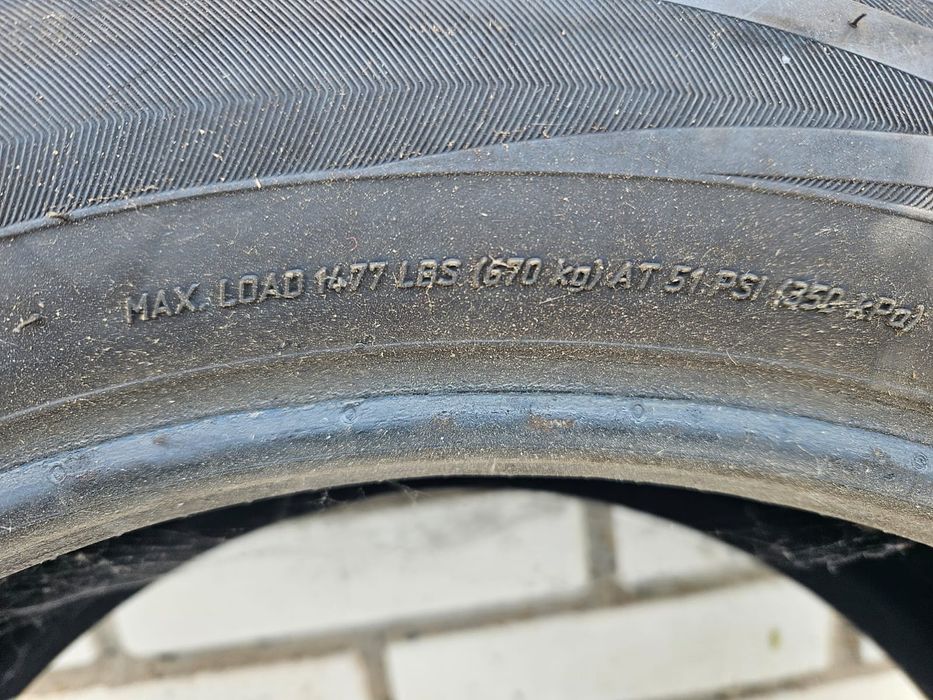 MAX. LOAD 1477 LBS (670 kg) AT 51 PSI (350 kPa)